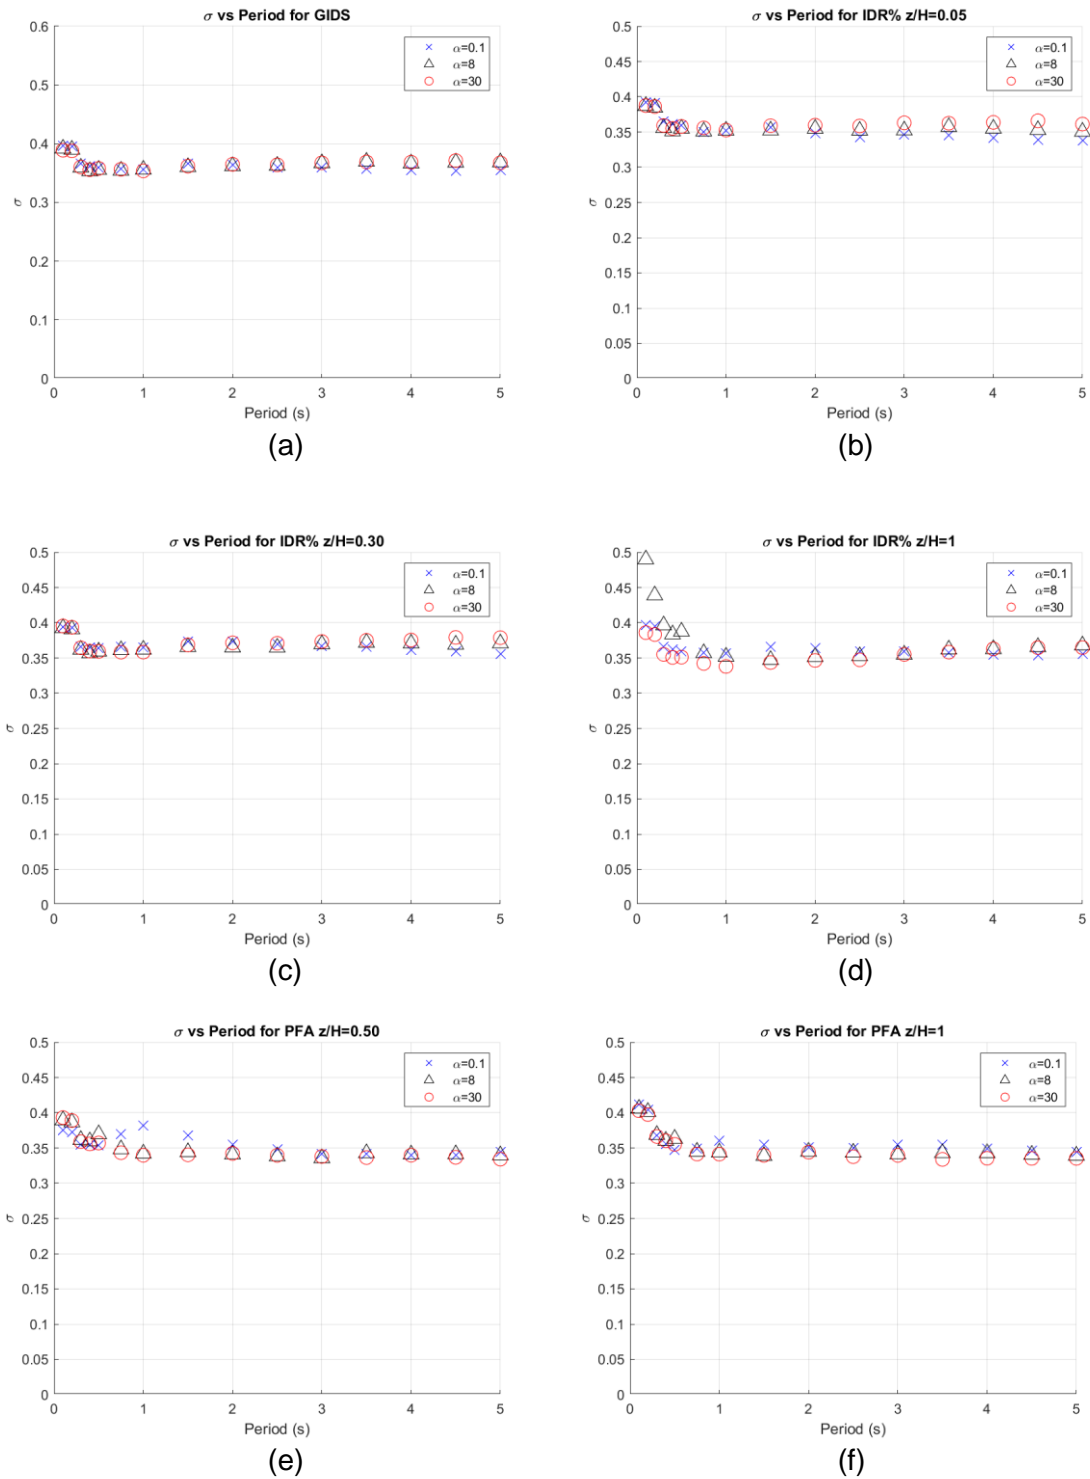 σ vs Period for GIDS
0.6
0.5
0.4
0.3
0.2
0.1
0
σ
α=0.1
α=8
α=30
0 1 2 3 4 5
Period (s)
(a)
σ vs Period for IDR% z/H=0.05
0.5
0.45
0.4
0.35
0.3
0.25
0.2
0.15
0.1
0.05
0
σ
α=0.1
α=8
α=30
0 1 2 3 4 5
Period (s)
(b)
σ vs Period for IDR% z/H=0.30
0.5
0.45
0.4
0.35
0.3
0.25
0.2
0.15
0.1
0.05
0
σ
α=0.1
α=8
α=30
0 1 2 3 4 5
Period (s)
(c)
σ vs Period for IDR% z/H=1
0.5
0.45
0.4
0.35
0.3
0.25
0.2
0.15
0.1
0.05
0
σ
α=0.1
α=8
α=30
0 1 2 3 4 5
Period (s)
(d)
σ vs Period for PFA z/H=0.50
0.5
0.45
0.4
0.35
0.3
0.25
0.2
0.15
0.1
0.05
0
σ
α=0.1
α=8
α=30
0 1 2 3 4 5
Period (s)
(e)
σ vs Period for PFA z/H=1
0.5
0.45
0.4
0.35
0.3
0.25
0.2
0.15
0.1
0.05
0
σ
α=0.1
α=8
α=30
0 1 2 3 4 5
Period (s)
(f)